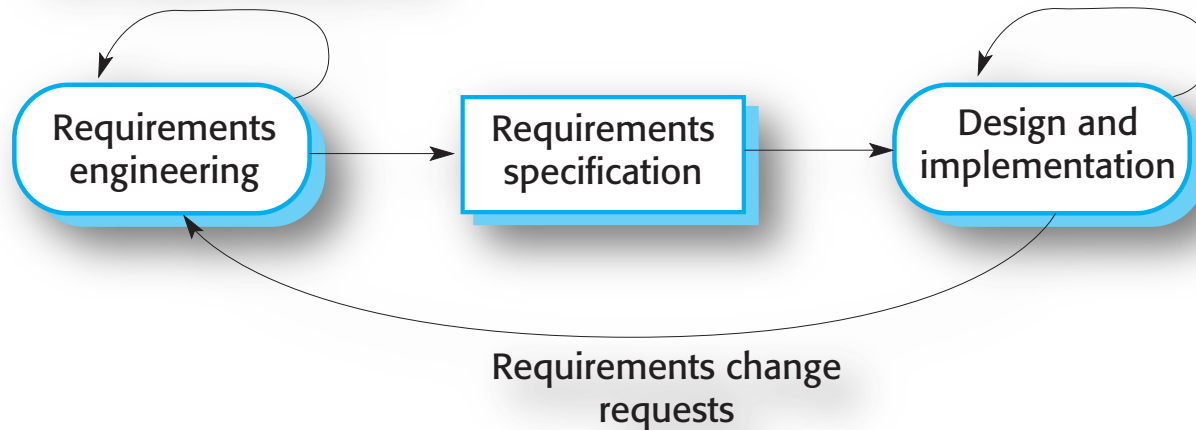 Requirements
engineering
Requirements
specification
Design and
implementation
Requirements change
requests